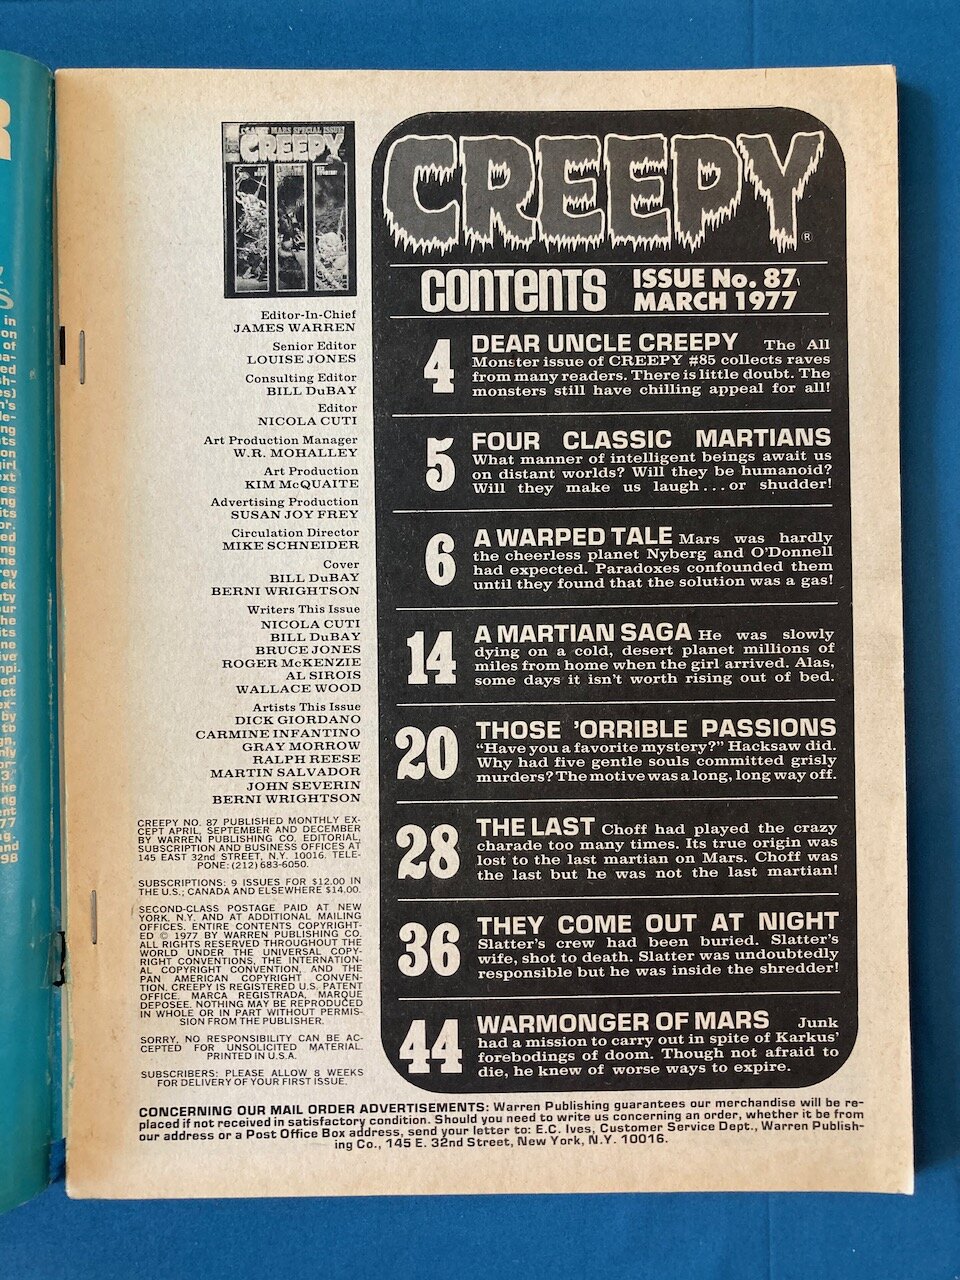 MARS SPECIAL ISSUE
CREEPY
Editor-In-Chief
JAMES WARREN
Senior Editor
LOUISE JONES
Consulting Editor
BILL DuBAY
Editor
NICOLA CUTI
Art Production Manager
W.R. MOHALLEY
Art Production
KIM McQUAITE
Advertising Production
SUSAN JOY FREY
Circulation Director
MIKE SCHNEIDER
Cover
BILL DuBAY
BERNI WRIGHTSON
Writers This Issue
NICOLA CUTI
BILL DuBAY
BRUCE JONES
ROGER McKENZIE
AL SIROIS
WALLACE WOOD
Artists This Issue
DICK GIORDANO
CARMINE INFANTINO
GRAY MORROW
RALPH REESE
MARTIN SALVADOR
JOHN SEVERIN
BERNI WRIGHTSON
CREEPY NO. 87 PUBLISHED MONTHLY EX-
CEPT APRIL, SEPTEMBER AND DECEMBER
BY WARREN PUBLISHING CO. EDITORIAL,
SUBSCRIPTION AND BUSINESS OFFICES AT
145 EAST 32nd STREET, N.Y. 10016. TELE-
PONE: (212) 683-6050.
SUBSCRIPTIONS: 9 ISSUES FOR $12.00 IN
THE U.S.; CANADA AND ELSEWHERE $14.00.
SECOND-CLASS POSTAGE PAID AT NEW
YORK, N.Y. AND AT ADDITIONAL MAILING
OFFICES. ENTIRE CONTENTS COPYRIGHT-
ED © 1977 BY WARREN PUBLISHING CO.
ALL RIGHTS RESERVED THROUGHOUT THE
WORLD UNDER THE UNIVERSAL COPY-
RIGHT CONVENTIONS, THE INTERNATION-
AL COPYRIGHT CONVENTION, AND THE
PAN AMERICAN COPYRIGHT CONVEN-
TION. CREEPY IS REGISTERED U.S. PATENT
OFFICE. MARCA REGISTRADA, MARQUE
DEPOSEE. NOTHING MAY BE REPRODUCED
IN WHOLE OR IN PART WITHOUT PERMIS-
SION FROM THE PUBLISHER.
SORRY, NO RESPONSIBILITY CAN BE AC-
CEPTED FOR UNSOLICITED MATERIAL.
PRINTED IN U.S.A.
SUBSCRIBERS: PLEASE ALLOW 8 WEEKS
FOR DELIVERY OF YOUR FIRST ISSUE.
CREEPY ®
CONTENTS ISSUE No. 87
MARCH 1977
4 DEAR UNCLE CREEPY The All
Monster issue of CREEPY #85 collects raves
from many readers. There is little doubt. The
monsters still have chilling appeal for all!
5 FOUR CLASSIC MARTIANS
What manner of intelligent beings await us
on distant worlds? Will they be humanoid?
Will they make us laugh...or shudder!
6 A WARPED TALE Mars was hardly
the cheerless planet Nyberg and O'Donnell
had expected. Paradoxes confounded them
until they found that the solution was a gas!
14 A MARTIAN SAGA He was slowly
dying on a cold, desert planet millions of
miles from home when the girl arrived. Alas,
some days it isn't worth rising out of bed.
20 THOSE 'ORRIBLE PASSIONS
"Have you a favorite mystery?" Hacksaw did.
Why had five gentle souls committed grisly
murders? The motive was a long, long way off.
28 THE LAST Choff had played the crazy
charade too many times. Its true origin was
lost to the last martian on Mars. Choff was
the last but he was not the last martian!
36 THEY COME OUT AT NIGHT
Slatter's crew had been buried. Slatter's
wife, shot to death. Slatter was undoubtedly
responsible but he was inside the shredder!
44 WARMONGER OF MARS Junk
had a mission to carry out in spite of Karkus'
forebodings of doom. Though not afraid to
die, he knew of worse ways to expire.
CONCERNING OUR MAIL ORDER ADVERTISEMENTS: Warren Publishing guarantees our merchandise will be re-
placed if not received in satisfactory condition. Should you need to write us concerning an order, whether it be from
our address or a Post Office Box address, send your letter to: E.C. Ives, Customer Service Dept., Warren Publish-
ing Co., 145 E. 32nd Street, New York, N.Y. 10016.